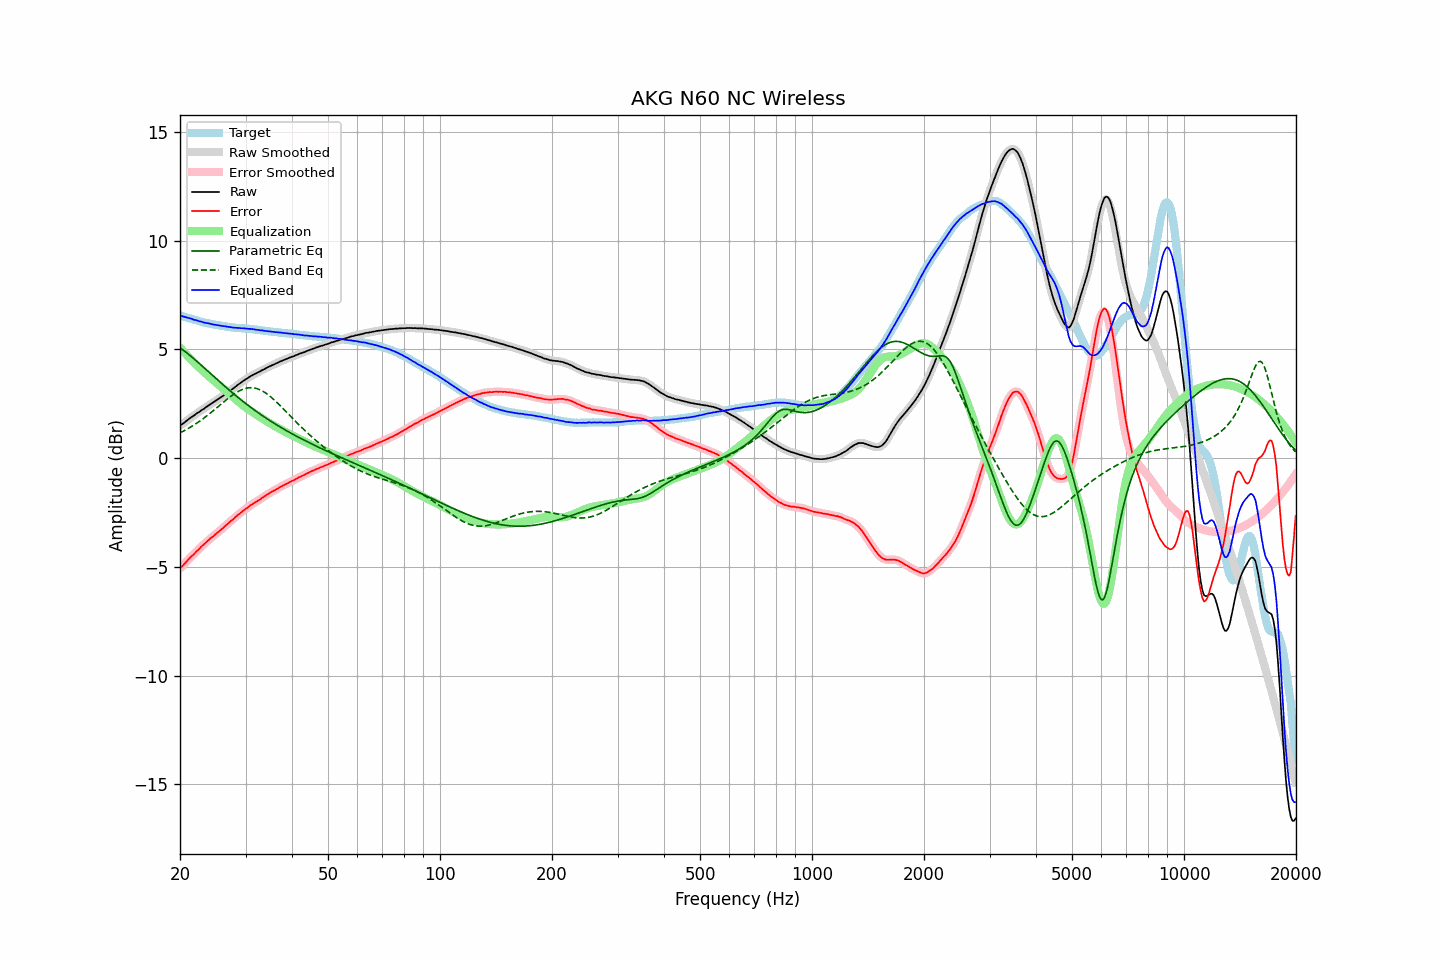 AKG N60 NC Wireless
Target
Raw Smoothed
Error Smoothed
Raw
Error
Equalization
Parametric Eq
Fixed Band Eq
Equalized
15
10
5
0
−5
−10
−15
Amplitude (dBr)
20
50
100
200
500
1000
2000
5000
10000
20000
Frequency (Hz)